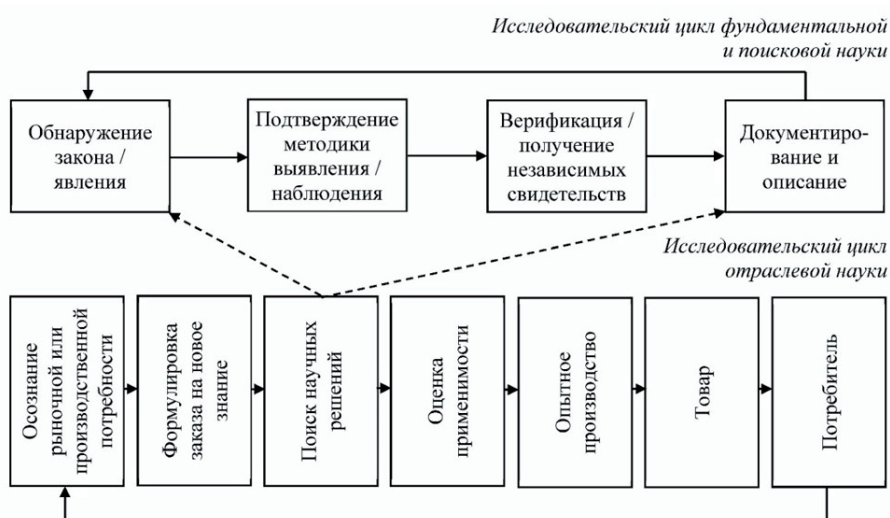 Исследовательский цикл фундаментальной
и поисковой науки
Обнаружение
закона /
явления
Подтверждение
методики
выявления /
наблюдения
Верификация /
получение
независимых
свидетельств
Документиро-
вание и
описание
Исследовательский цикл
отраслевой науки
Осознание
рыночной или
производственной
потребности
Формулировка
заказа на новое
знание
Поиск научных
решений
Оценка
применимости
Опытное
производство
Товар
Потребитель